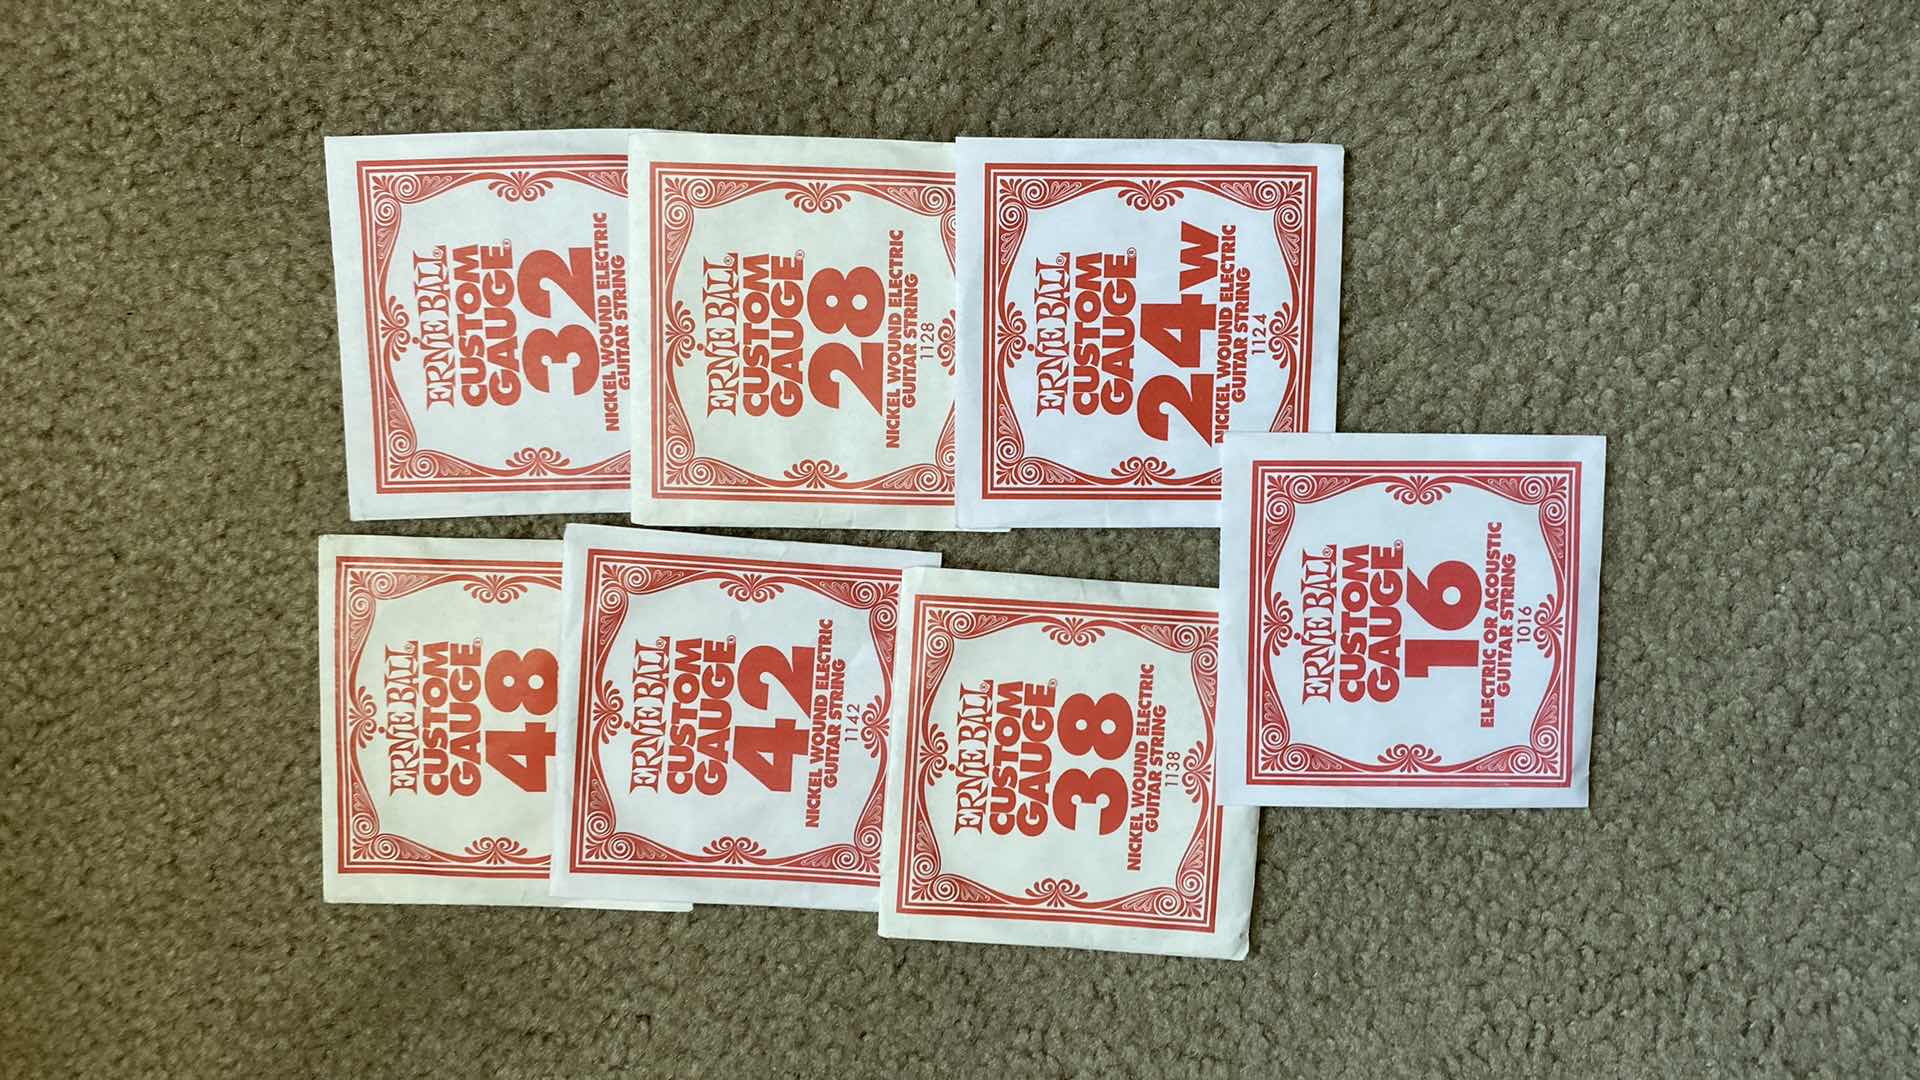 ERNIE BALL®
CUSTOM
GAUGE®
48
ERNIE BALL®
CUSTOM
GAUGE®
32
NICKEL WOUND ELECTRIC
GUITAR STRING
ERNIE BALL®
CUSTOM
GAUGE®
42
NICKEL WOUND ELECTRIC
GUITAR STRING
1142
ERNIE BALL®
CUSTOM
GAUGE®
28
NICKEL WOUND ELECTRIC
GUITAR STRING
1128
ERNIE BALL®
CUSTOM
GAUGE®
38
NICKEL WOUND ELECTRIC
GUITAR STRING
1138
ERNIE BALL®
CUSTOM
GAUGE®
24w
NICKEL WOUND ELECTRIC
GUITAR STRING
1124
ERNIE BALL®
CUSTOM
GAUGE®
16
ELECTRIC OR ACOUSTIC
GUITAR STRING
1016